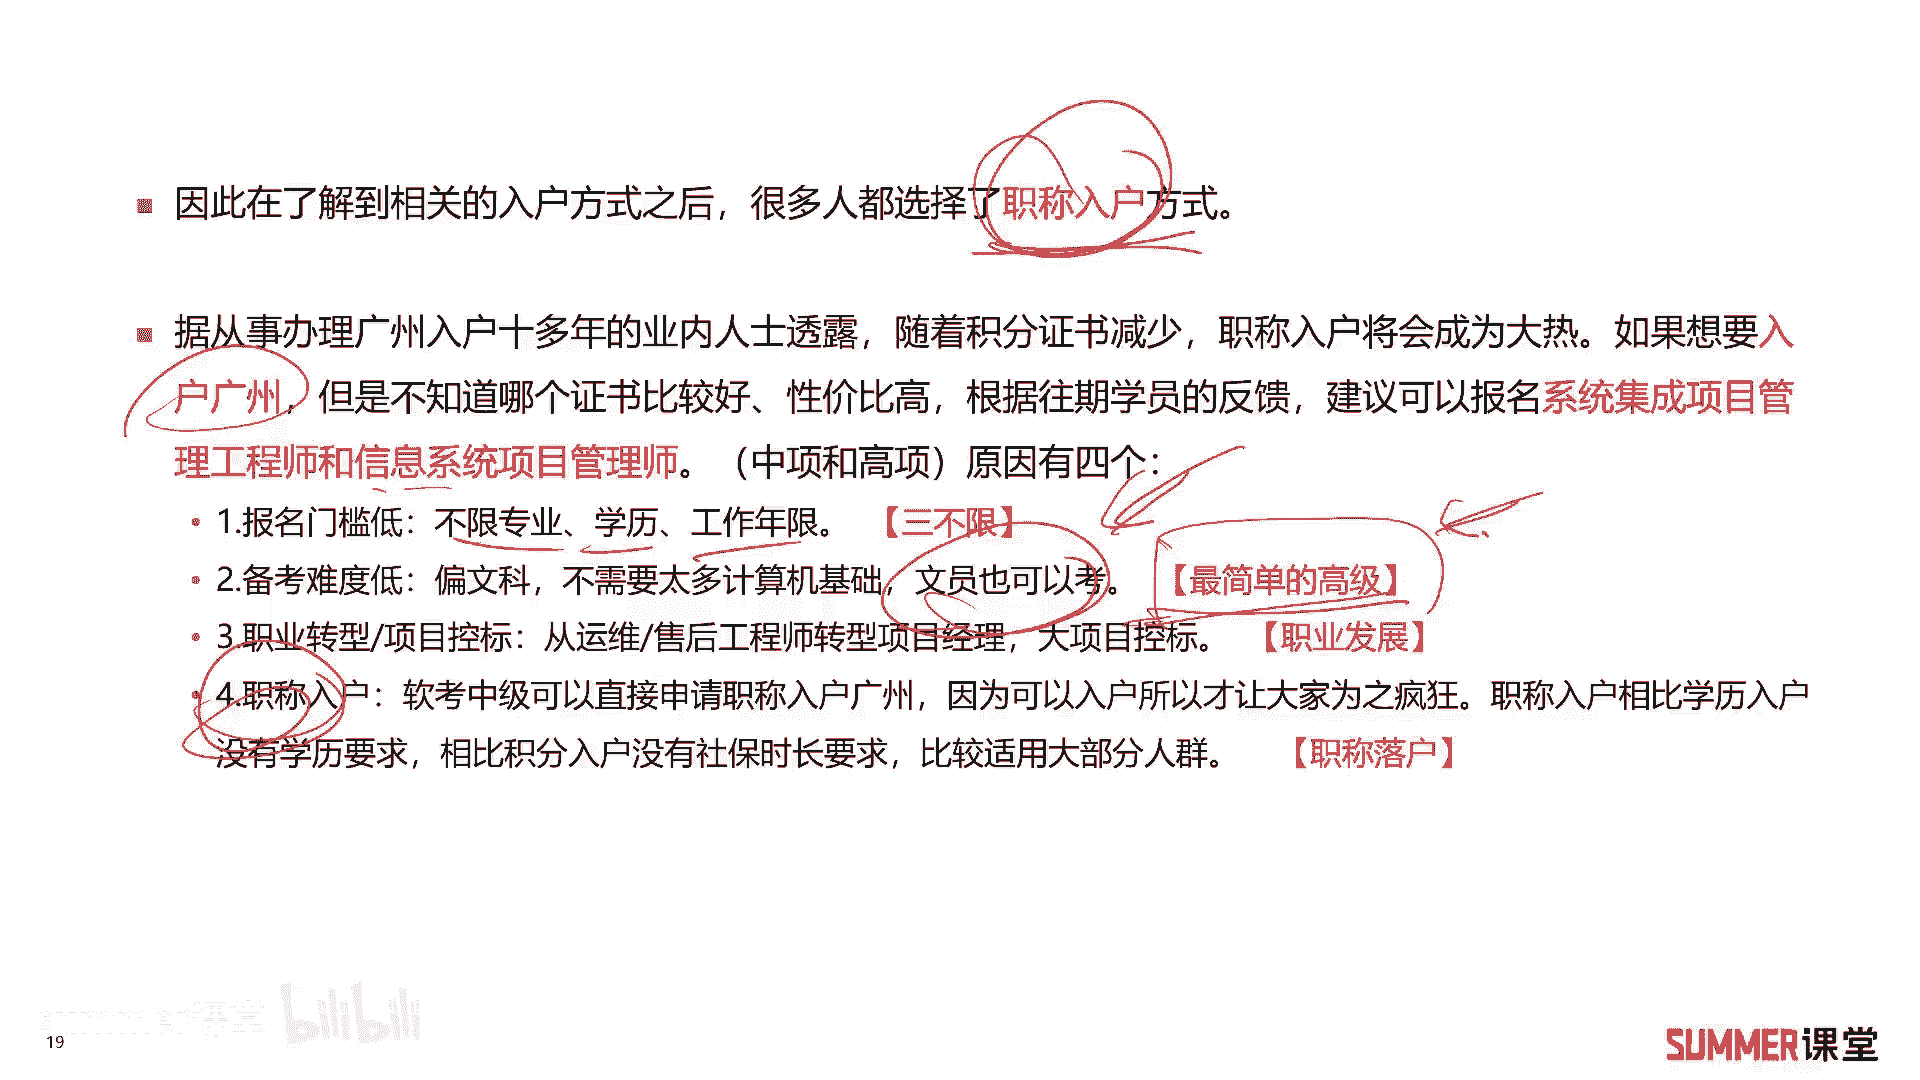 因此在了解到相关的入户方式之后，很多人都选择了职称入户方式。
据从事办理广州入户十多年的业内人士透露，随着积分证书减少，职称入户将会成为大热。如果想要入
户广州，但是不知道哪个证书比较好、性价比高，根据往期学员的反馈，建议可以报名系统集成项目管
理工程师和信息系统项目管理师。（中项和高项）原因有四个：
1.报名门槛低：不限专业、学历、工作年限。 【三不限】
2.备考难度低：偏文科，不需要太多计算机基础，文员也可以考。 【最简单的高级】
3.职业转型/项目控标：从运维/售后工程师转型项目经理，大项目控标。 【职业发展】
4.职称入户：软考中级可以直接申请职称入户广州，因为可以入户所以才让大家为之疯狂。职称入户相比学历入户
没有学历要求，相比积分入户没有社保时长要求，比较适用大部分人群。 【职称落户】
summer课堂 bilibili
19
SUMMER课堂